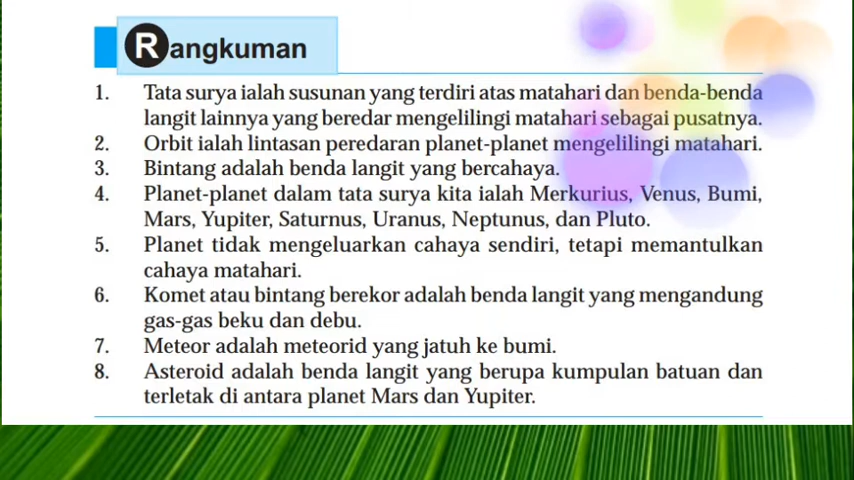 Rangkuman
1. Tata surya ialah susunan yang terdiri atas matahari dan benda-benda
langit lainnya yang beredar mengelilingi matahari sebagai pusatnya.
2. Orbit ialah lintasan peredaran planet-planet mengelilingi matahari.
3. Bintang adalah benda langit yang bercahaya.
4. Planet-planet dalam tata surya kita ialah Merkurius, Venus, Bumi,
Mars, Yupiter, Saturnus, Uranus, Neptunus, dan Pluto.
5. Planet tidak mengeluarkan cahaya sendiri, tetapi memantulkan
cahaya matahari.
6. Komet atau bintang berekor adalah benda langit yang mengandung
gas-gas beku dan debu.
7. Meteor adalah meteorid yang jatuh ke bumi.
8. Asteroid adalah benda langit yang berupa kumpulan batuan dan
terletak di antara planet Mars dan Yupiter.